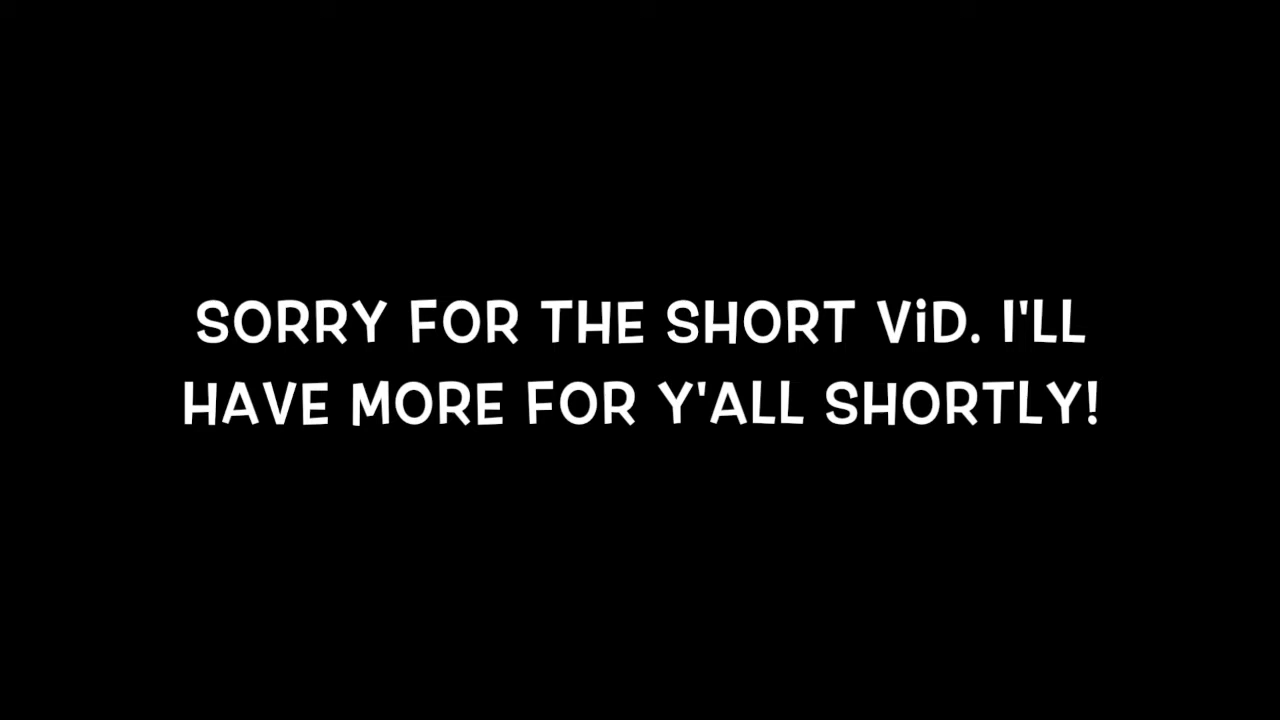 SORRY FOR THE SHORT ViD. I'LL
HAVE MORE FOR Y'ALL SHORTLY!